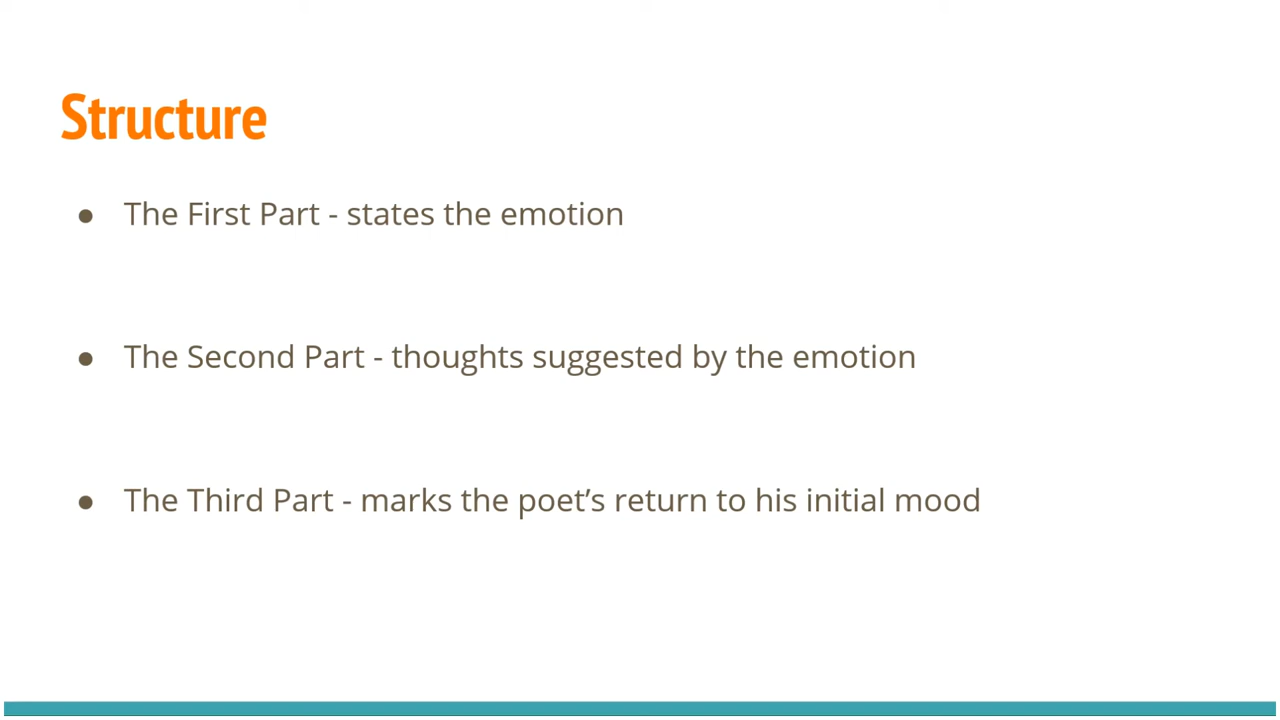 Structure
● The First Part - states the emotion
● The Second Part - thoughts suggested by the emotion
● The Third Part - marks the poet’s return to his initial mood